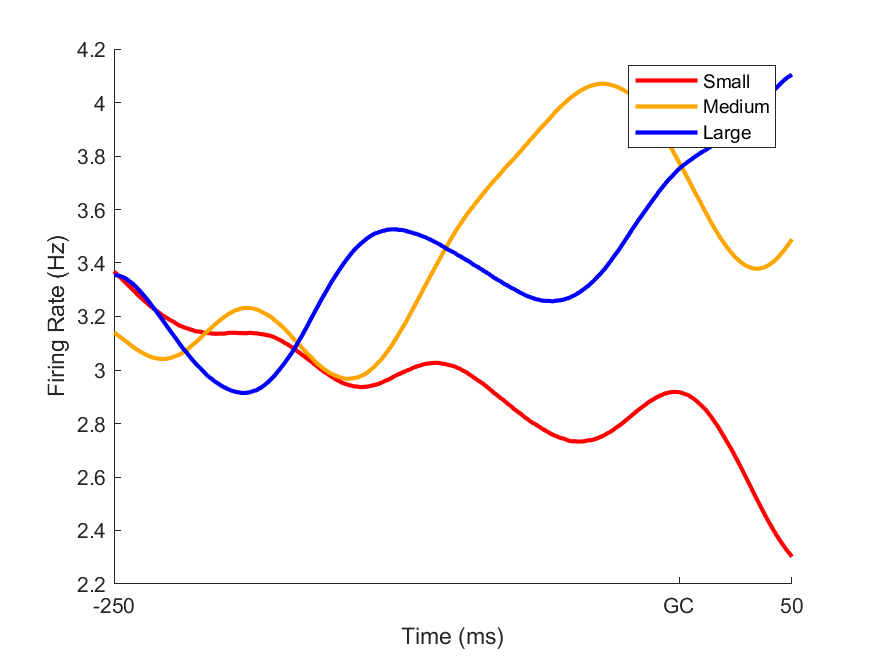 4.2
4
3.8
3.6
3.4
3.2
3
2.8
2.6
2.4
2.2
Firing Rate (Hz)
Small
Medium
Large
-250
GC
50
Time (ms)